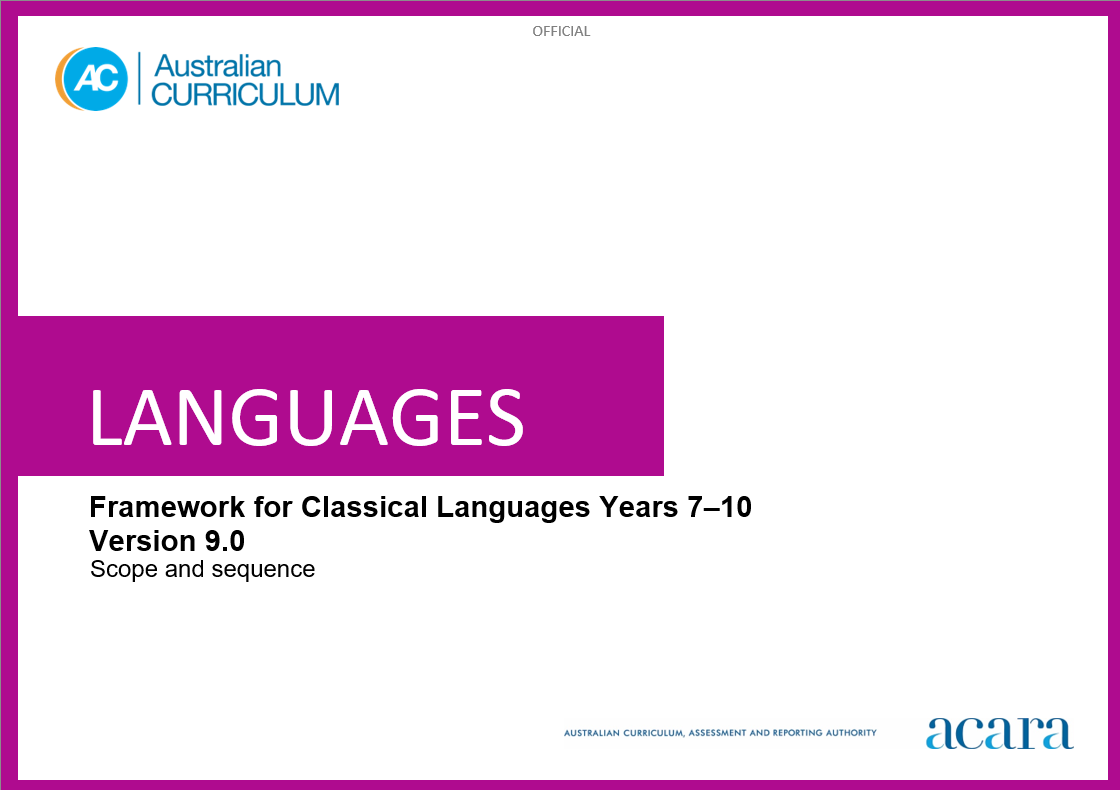 OFFICIAL
AC
Australian
CURRICULUM
LANGUAGES
Framework for Classical Languages Years 7–10
Version 9.0
Scope and sequence
AUSTRALIAN CURRICULUM, ASSESSMENT AND REPORTING AUTHORITY
acara